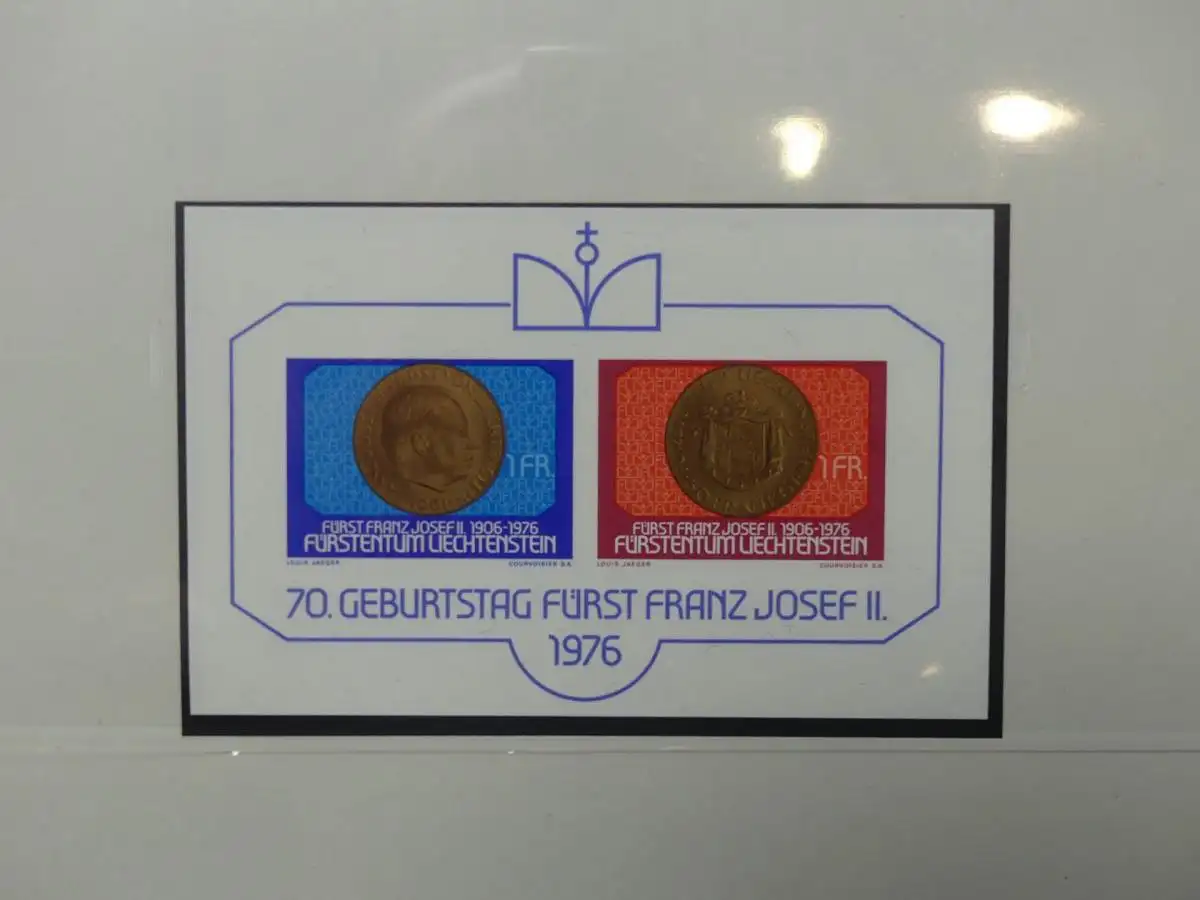 1 FR.
FÜRST FRANZ JOSEF II. 1906-1976
FÜRSTENTUM LIECHTENSTEIN
LOUIS JAEGER
COURVOISIER S.A.
1 FR.
FÜRST FRANZ JOSEF II. 1906-1976
FÜRSTENTUM LIECHTENSTEIN
LOUIS JAEGER
COURVOISIER S.A.
70. GEBURTSTAG FÜRST FRANZ JOSEF II.
1976